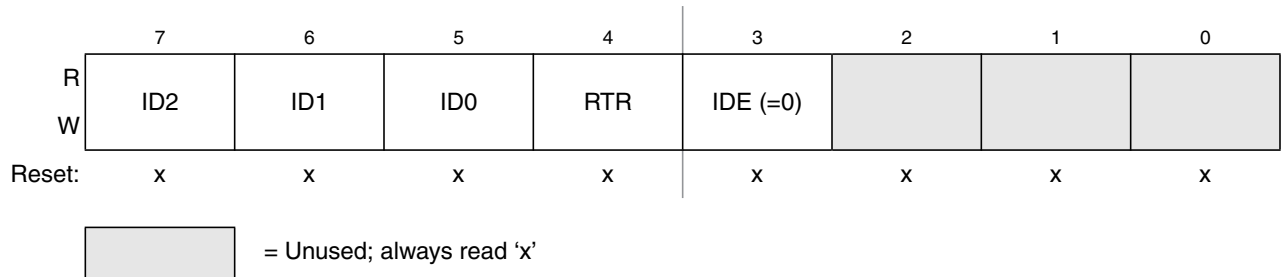 7 6 5 4 3 2 1 0
R
W
ID2 ID1 ID0 RTR IDE (=0)
Reset: x x x x x x x x
= Unused; always read ‘x’